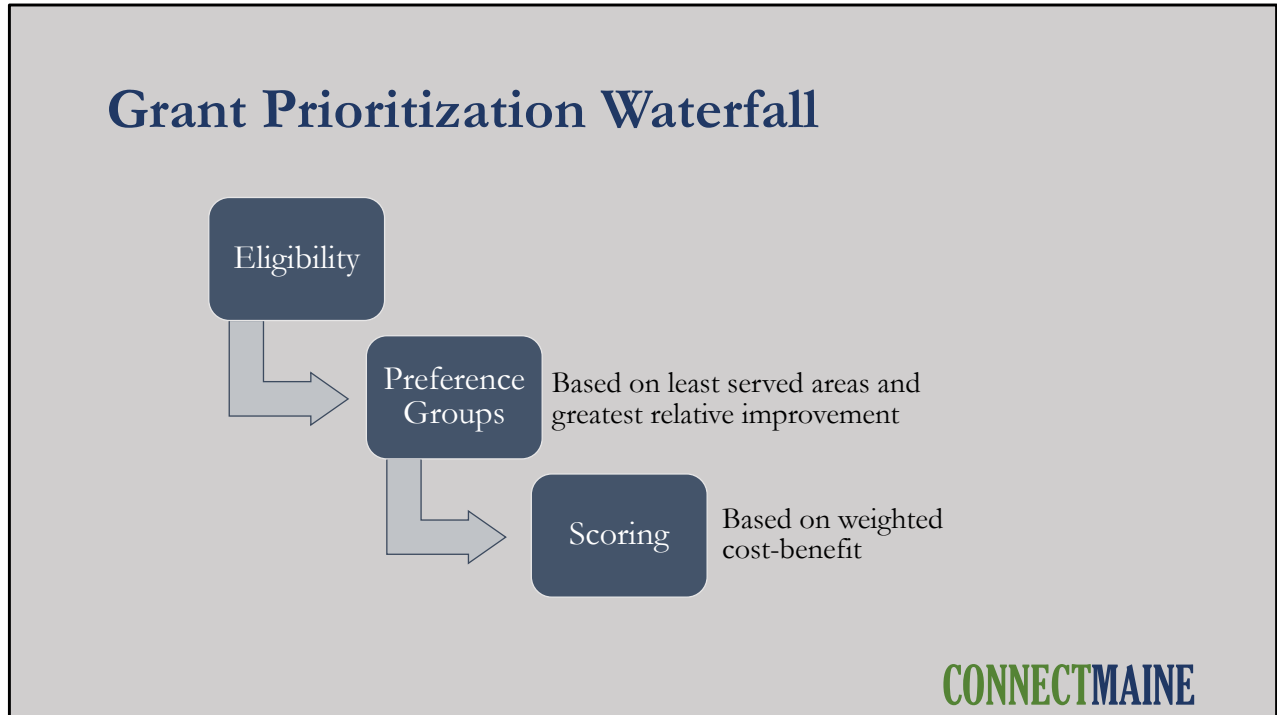 Grant Prioritization Waterfall
Eligibility
Preference
Groups
Based on least served areas and
greatest relative improvement
Scoring
Based on weighted
cost-benefit
CONNECTMAINE